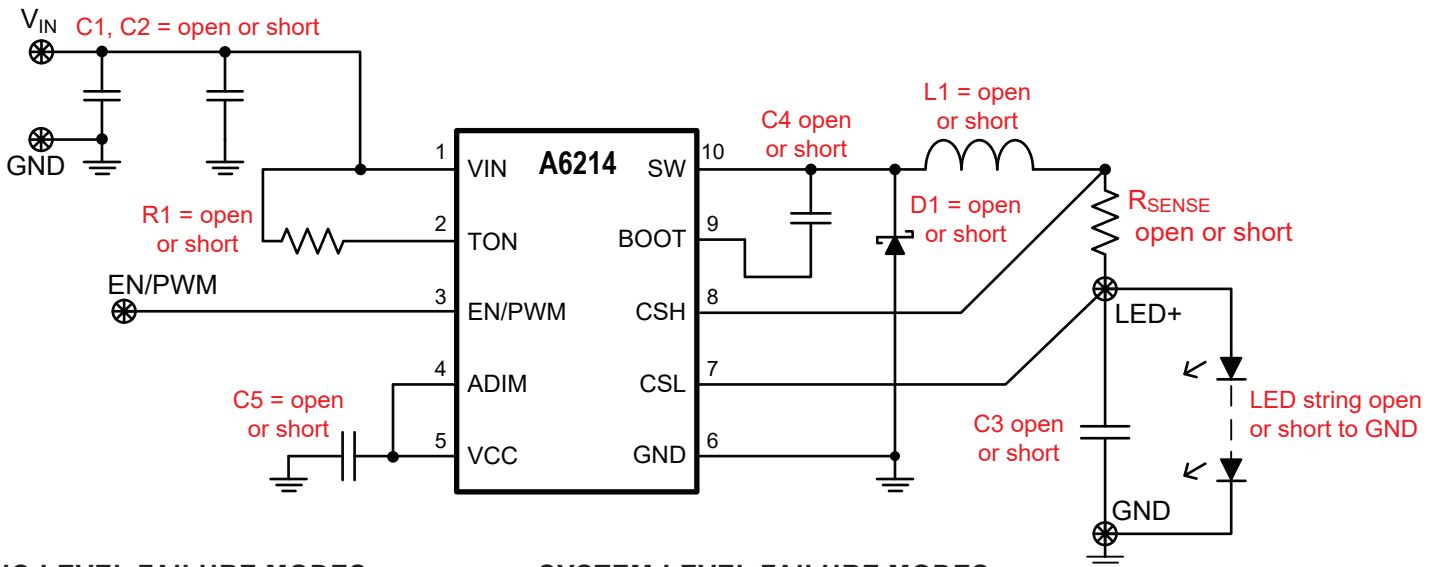 VIN
C1, C2 = open or short
GND
R1 = open
or short
EN/PWM
C5 = open
or short
A6214
1
VIN
2
TON
3
EN/PWM
4
ADIM
5
VCC
10
SW
9
BOOT
8
CSH
7
CSL
6
GND
C4 open
or short
L1 = open
or short
D1 = open
or short
RSENSE
open or short
LED+
C3 open
or short
LED string open
or short to GND
GND